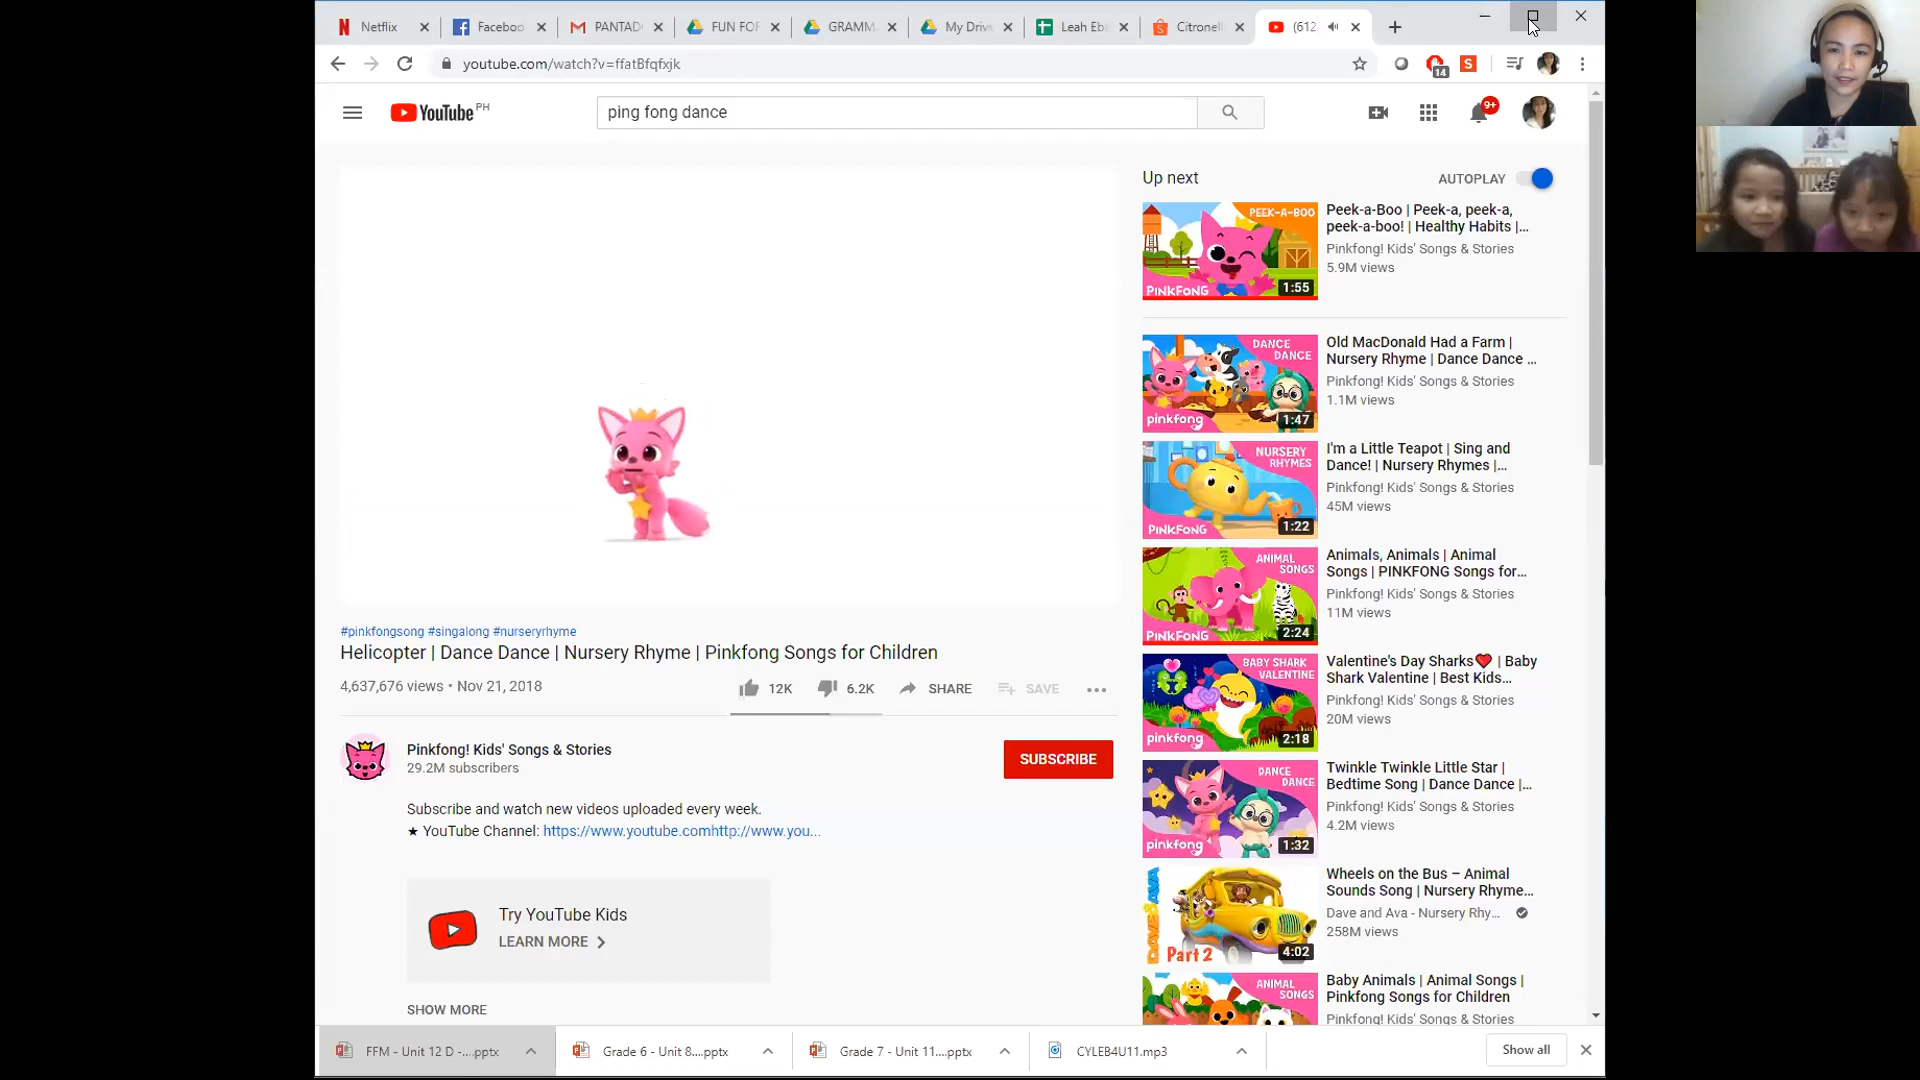 Netflix
Faceboo
PANTAD
FUN FOR
GRAMM
My Driv
Leah Eb
Citronel
(612
youtube.com/watch?v=ffatBfqfxjk
14
S
YouTube PH
ping fong dance
9+
Up next
AUTOPLAY
PEEK-A-BOO
PINKFONG
1:55
Peek-a-Boo | Peek-a, peek-a,
peek-a-boo! | Healthy Habits |...
Pinkfong! Kids' Songs & Stories
5.9M views
DANCE
DANCE
pinkfong
1:47
Old MacDonald Had a Farm |
Nursery Rhyme | Dance Dance ...
Pinkfong! Kids' Songs & Stories
1.1M views
NURSERY
RHYMES
PINKFONG
1:22
I'm a Little Teapot | Sing and
Dance! | Nursery Rhymes |...
Pinkfong! Kids' Songs & Stories
45M views
ANIMAL
SONGS
PINKFONG
2:24
Animals, Animals | Animal
Songs | PINKFONG Songs for...
Pinkfong! Kids' Songs & Stories
11M views
BABY SHARK
VALENTINE
pinkfong
2:18
Valentine's Day Sharks❤️ | Baby
Shark Valentine | Best Kids...
Pinkfong! Kids' Songs & Stories
20M views
DANCE
DANCE
pinkfong
1:32
Twinkle Twinkle Little Star |
Bedtime Song | Dance Dance |...
Pinkfong! Kids' Songs & Stories
4.2M views
DAVE AVA
Part 2
4:02
Wheels on the Bus – Animal
Sounds Song | Nursery Rhyme...
Dave and Ava - Nursery Rhy...
258M views
ANIMAL
SONGS
Baby Animals | Animal Songs |
Pinkfong Songs for Children
Pinkfong! Kids' Songs & Stories
#pinkfongsong #singalong #nurseryrhyme
Helicopter | Dance Dance | Nursery Rhyme | Pinkfong Songs for Children
4,637,676 views • Nov 21, 2018
12K
6.2K
SHARE
SAVE
Pinkfong! Kids' Songs & Stories
29.2M subscribers
SUBSCRIBE
Subscribe and watch new videos uploaded every week.
★ YouTube Channel: https://www.youtube.comhttp://www.you...
Try YouTube Kids
LEARN MORE
SHOW MORE
FFM - Unit 12 D -....pptx
Grade 6 - Unit 8....pptx
Grade 7 - Unit 11....pptx
CYLEB4U11.mp3
Show all